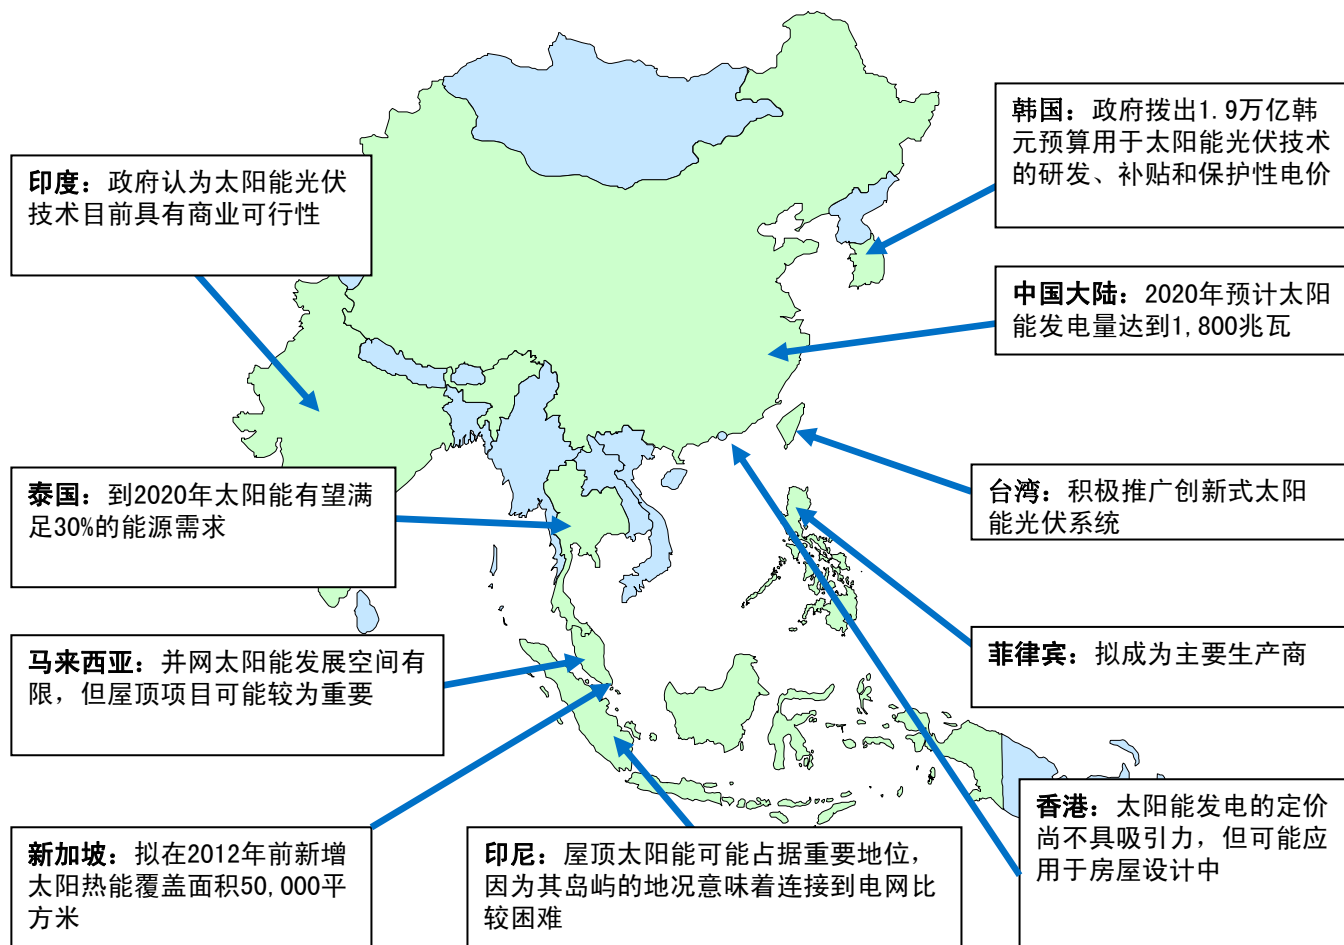 韩国：政府拨出1.9万亿韩
元预算用于太阳能光伏技术
的研发、补贴和保护性电价
印度：政府认为太阳能光伏
技术目前具有商业可行性
中国大陆：2020年预计太阳
能发电量达到1,800兆瓦
泰国：到2020年太阳能有望满
足30%的能源需求
台湾：积极推广创新式太阳
能光伏系统
马来西亚：并网太阳能发展空间有
限，但屋顶项目可能较为重要
菲律宾：拟成为主要生产商
新加坡：拟在2012年前新增
太阳热能覆盖面积50,000平
方米
印尼：屋顶太阳能可能占据重要地位，
因为其岛屿的地况意味着连接到电网比
较困难
香港：太阳能发电的定价
尚不具吸引力，但可能应
用于房屋设计中